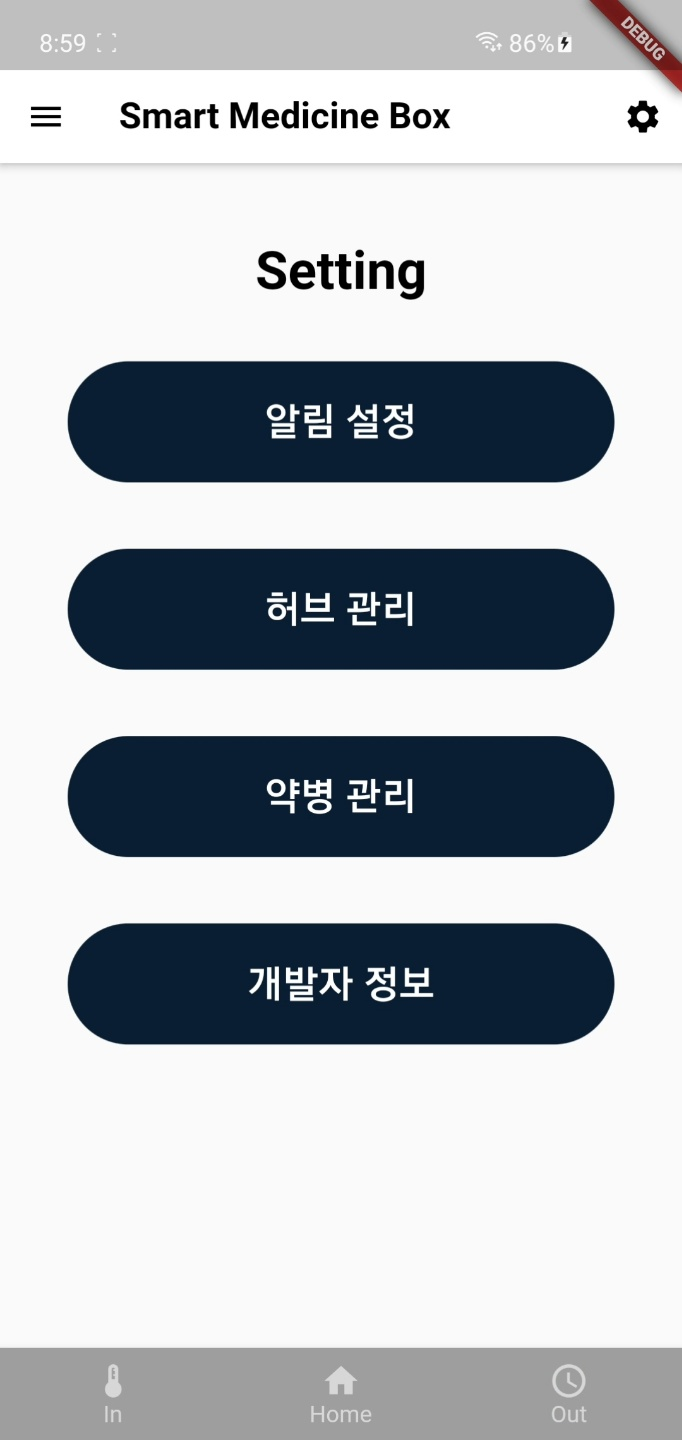 8:59
86%
DEBUG
Smart Medicine Box
Setting
알림 설정
허브 관리
약병 관리
개발자 정보
In
Home
Out